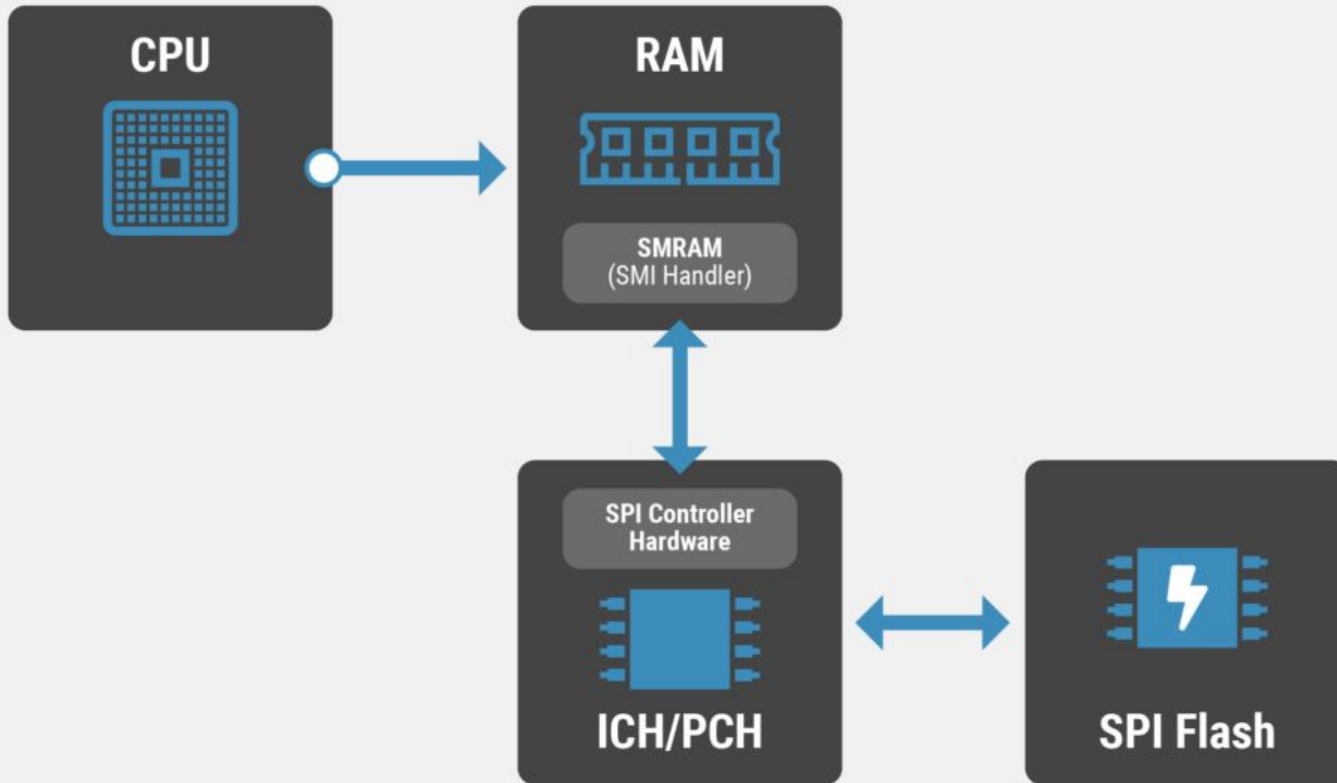 CPU
RAM
SMRAM
(SMI Handler)
SPI Controller
Hardware
ICH/PCH
SPI Flash